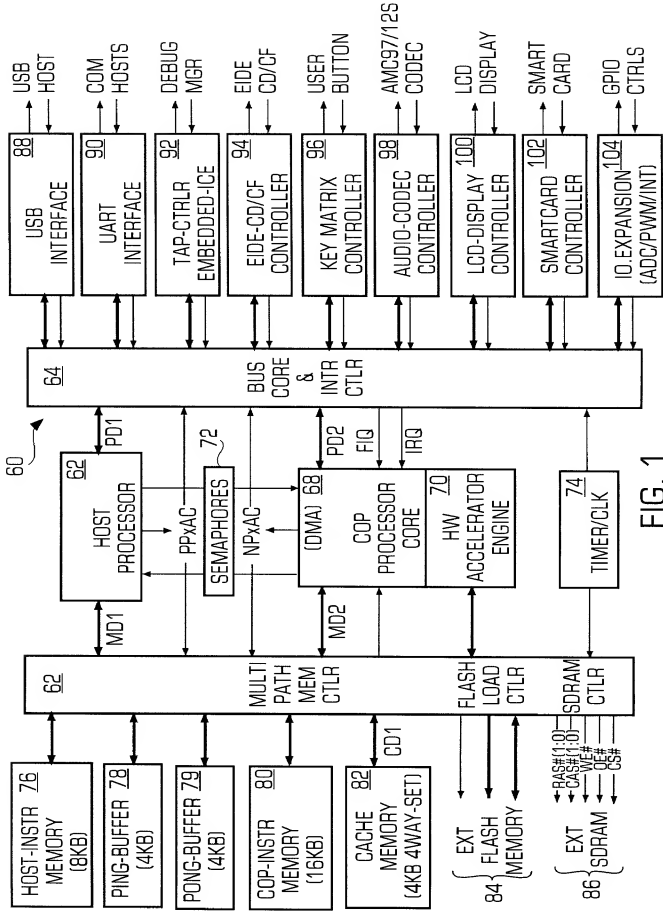 60
HOST-INSTR
MEMORY
(8KB)
76
PING-BUFFER
(4KB)
78
PONG-BUFFER
(4KB)
79
COP-INSTR
MEMORY
(16KB)
80
CACHE
MEMORY
(4KB 4WAY-SET)
82
CD1
EXT
FLASH
MEMORY
84
EXT
SDRAM
86
RAS#(1:0)
CAS#(1:0)
WE#
OE#
CS#
62
MULTI
PATH
MEM
CTLR
FLASH
LOAD
CTLR
SDRAM
CTLR
MD1
HOST
PROCESSOR
62
PD1
PPxAC
SEMAPHORES
72
NPxAC
MD2
(DMA)
68
COP
PROCESSOR
CORE
PD2
FIQ
IRQ
HW
ACCELERATOR
ENGINE
70
TIMER/CLK
74
64
BUS
CORE
&
INTR
CTLR
USB
INTERFACE
88
USB
HOST
UART
INTERFACE
90
COM
HOSTS
TAP-CTRLR
EMBEDDED-ICE
92
DEBUG
MGR
EIDE-CD/CF
CONTROLLER
94
EIDE
CD/CF
KEY MATRIX
CONTROLLER
96
USER
BUTTON
AUDIO-CODEC
CONTROLLER
98
AMC97/12S
CODEC
LCD-DISPLAY
CONTROLLER
100
LCD
DISPLAY
SMARTCARD
CONTROLLER
102
SMART
CARD
IO.EXPANSION
(ADC/PWM/INT)
104
GPIO
CTRLS
FIG. 1